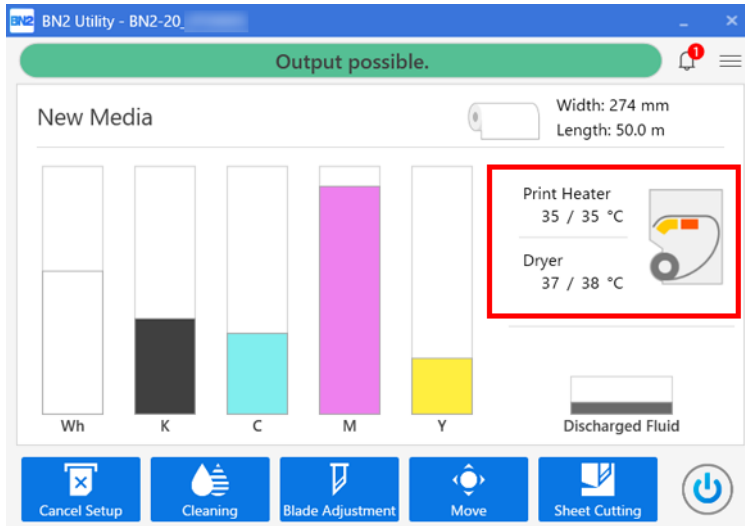 BN2 BN2 Utility - BN2-20_
Output possible.
1
New Media
Width: 274 mm
Length: 50.0 m
Print Heater
35 / 35 °C
Dryer
37 / 38 °C
Wh K C M Y
Discharged Fluid
Cancel Setup Cleaning Blade Adjustment Move Sheet Cutting